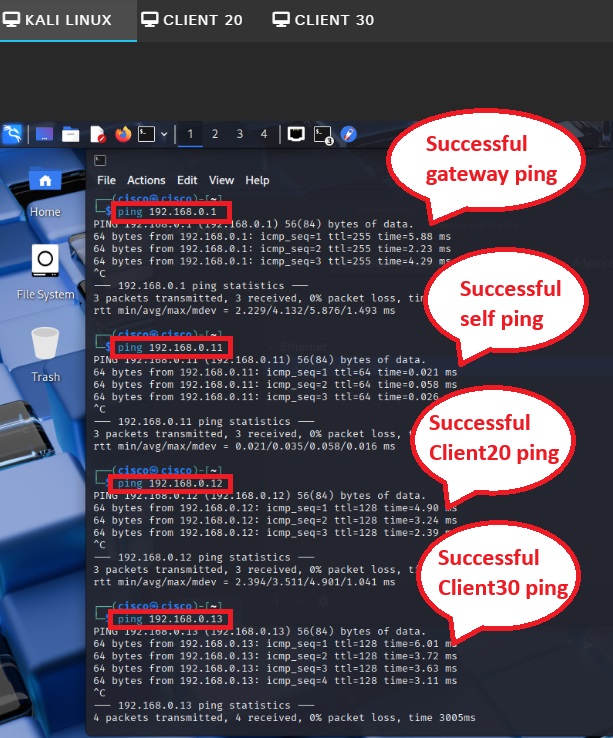 KALI LINUX CLIENT 20 CLIENT 30
1 2 3 4 3
Successful
gateway ping
File Actions Edit View Help
Home
(cisco㉿cisco)-[~]
$ ping 192.168.0.1
PING 192.168.0.1 (192.168.0.1) 56(84) bytes of data.
64 bytes from 192.168.0.1: icmp_seq=1 ttl=255 time=5.88 ms
64 bytes from 192.168.0.1: icmp_seq=2 ttl=255 time=2.23 ms
64 bytes from 192.168.0.1: icmp_seq=3 ttl=255 time=4.29 ms
^C
--- 192.168.0.1 ping statistics ---
3 packets transmitted, 3 received, 0% packet loss,
rtt min/avg/max/mdev = 2.229/4.132/5.876/1.493 ms
File System
Successful
self ping
(cisco㉿cisco)-[~]
$ ping 192.168.0.11
PING 192.168.0.11 (192.168.0.11) 56(84) bytes of data.
64 bytes from 192.168.0.11: icmp_seq=1 ttl=64 time=0.021 ms
64 bytes from 192.168.0.11: icmp_seq=2 ttl=64 time=0.058 ms
64 bytes from 192.168.0.11: icmp_seq=3 ttl=64 time=0.026
^C
--- 192.168.0.11 ping statistics ---
3 packets transmitted, 3 received, 0% packet loss,
rtt min/avg/max/mdev = 0.021/0.035/0.058/0.016 ms
Trash
Successful
Client20 ping
(cisco㉿cisco)-[~]
$ ping 192.168.0.12
PING 192.168.0.12 (192.168.0.12) 56(84) bytes of data.
64 bytes from 192.168.0.12: icmp_seq=1 ttl=128 time=4.90 ms
64 bytes from 192.168.0.12: icmp_seq=2 ttl=128 time=3.24 ms
64 bytes from 192.168.0.12: icmp_seq=3 ttl=128 time=2.39
^C
--- 192.168.0.12 ping statistics ---
3 packets transmitted, 3 received, 0% packet loss,
rtt min/avg/max/mdev = 2.394/3.511/4.901/1.041 ms
Successful
Client30 ping
(cisco㉿cisco)-[~]
$ ping 192.168.0.13
PING 192.168.0.13 (192.168.0.13) 56(84) bytes of data.
64 bytes from 192.168.0.13: icmp_seq=1 ttl=128 time=6.01 ms
64 bytes from 192.168.0.13: icmp_seq=2 ttl=128 time=3.72 ms
64 bytes from 192.168.0.13: icmp_seq=3 ttl=128 time=3.63 ms
64 bytes from 192.168.0.13: icmp_seq=4 ttl=128 time=3.11 ms
^C
--- 192.168.0.13 ping statistics ---
4 packets transmitted, 4 received, 0% packet loss, time 3005ms